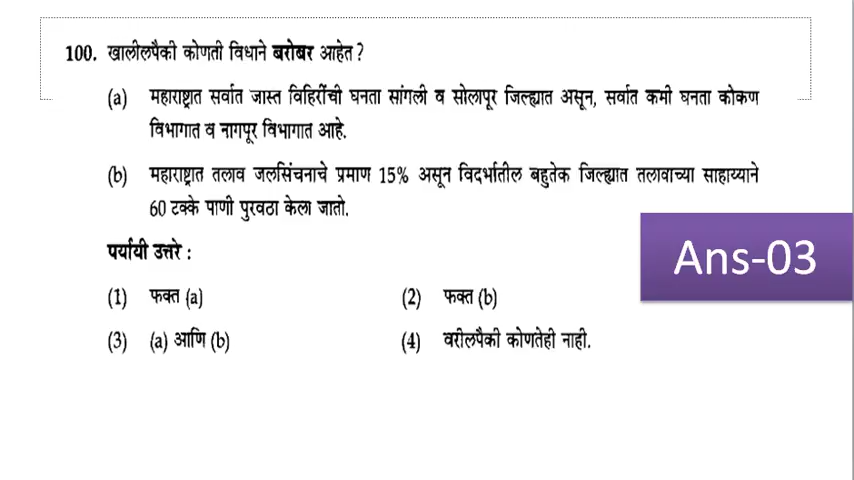 100. खालीलपैकी कोणती विधाने बरोबर आहेत ?
(a) महाराष्ट्रात सर्वात जास्त विहिरींची घनता सांगली व सोलापूर जिल्ह्यात असून, सर्वात कमी घनता कोकण
विभागात व नागपूर विभागात आहे.
(b) महाराष्ट्रात तलाव जलसिंचनाचे प्रमाण 15% असून विदर्भातील बहुतेक जिल्ह्यात तलावाच्या साहाय्याने
60 टक्के पाणी पुरवठा केला जातो.
पर्यायी उत्तरे :
Ans-03
(1) फक्त (a) (2) फक्त (b)
(3) (a) आणि (b) (4) वरीलपैकी कोणतेही नाही.